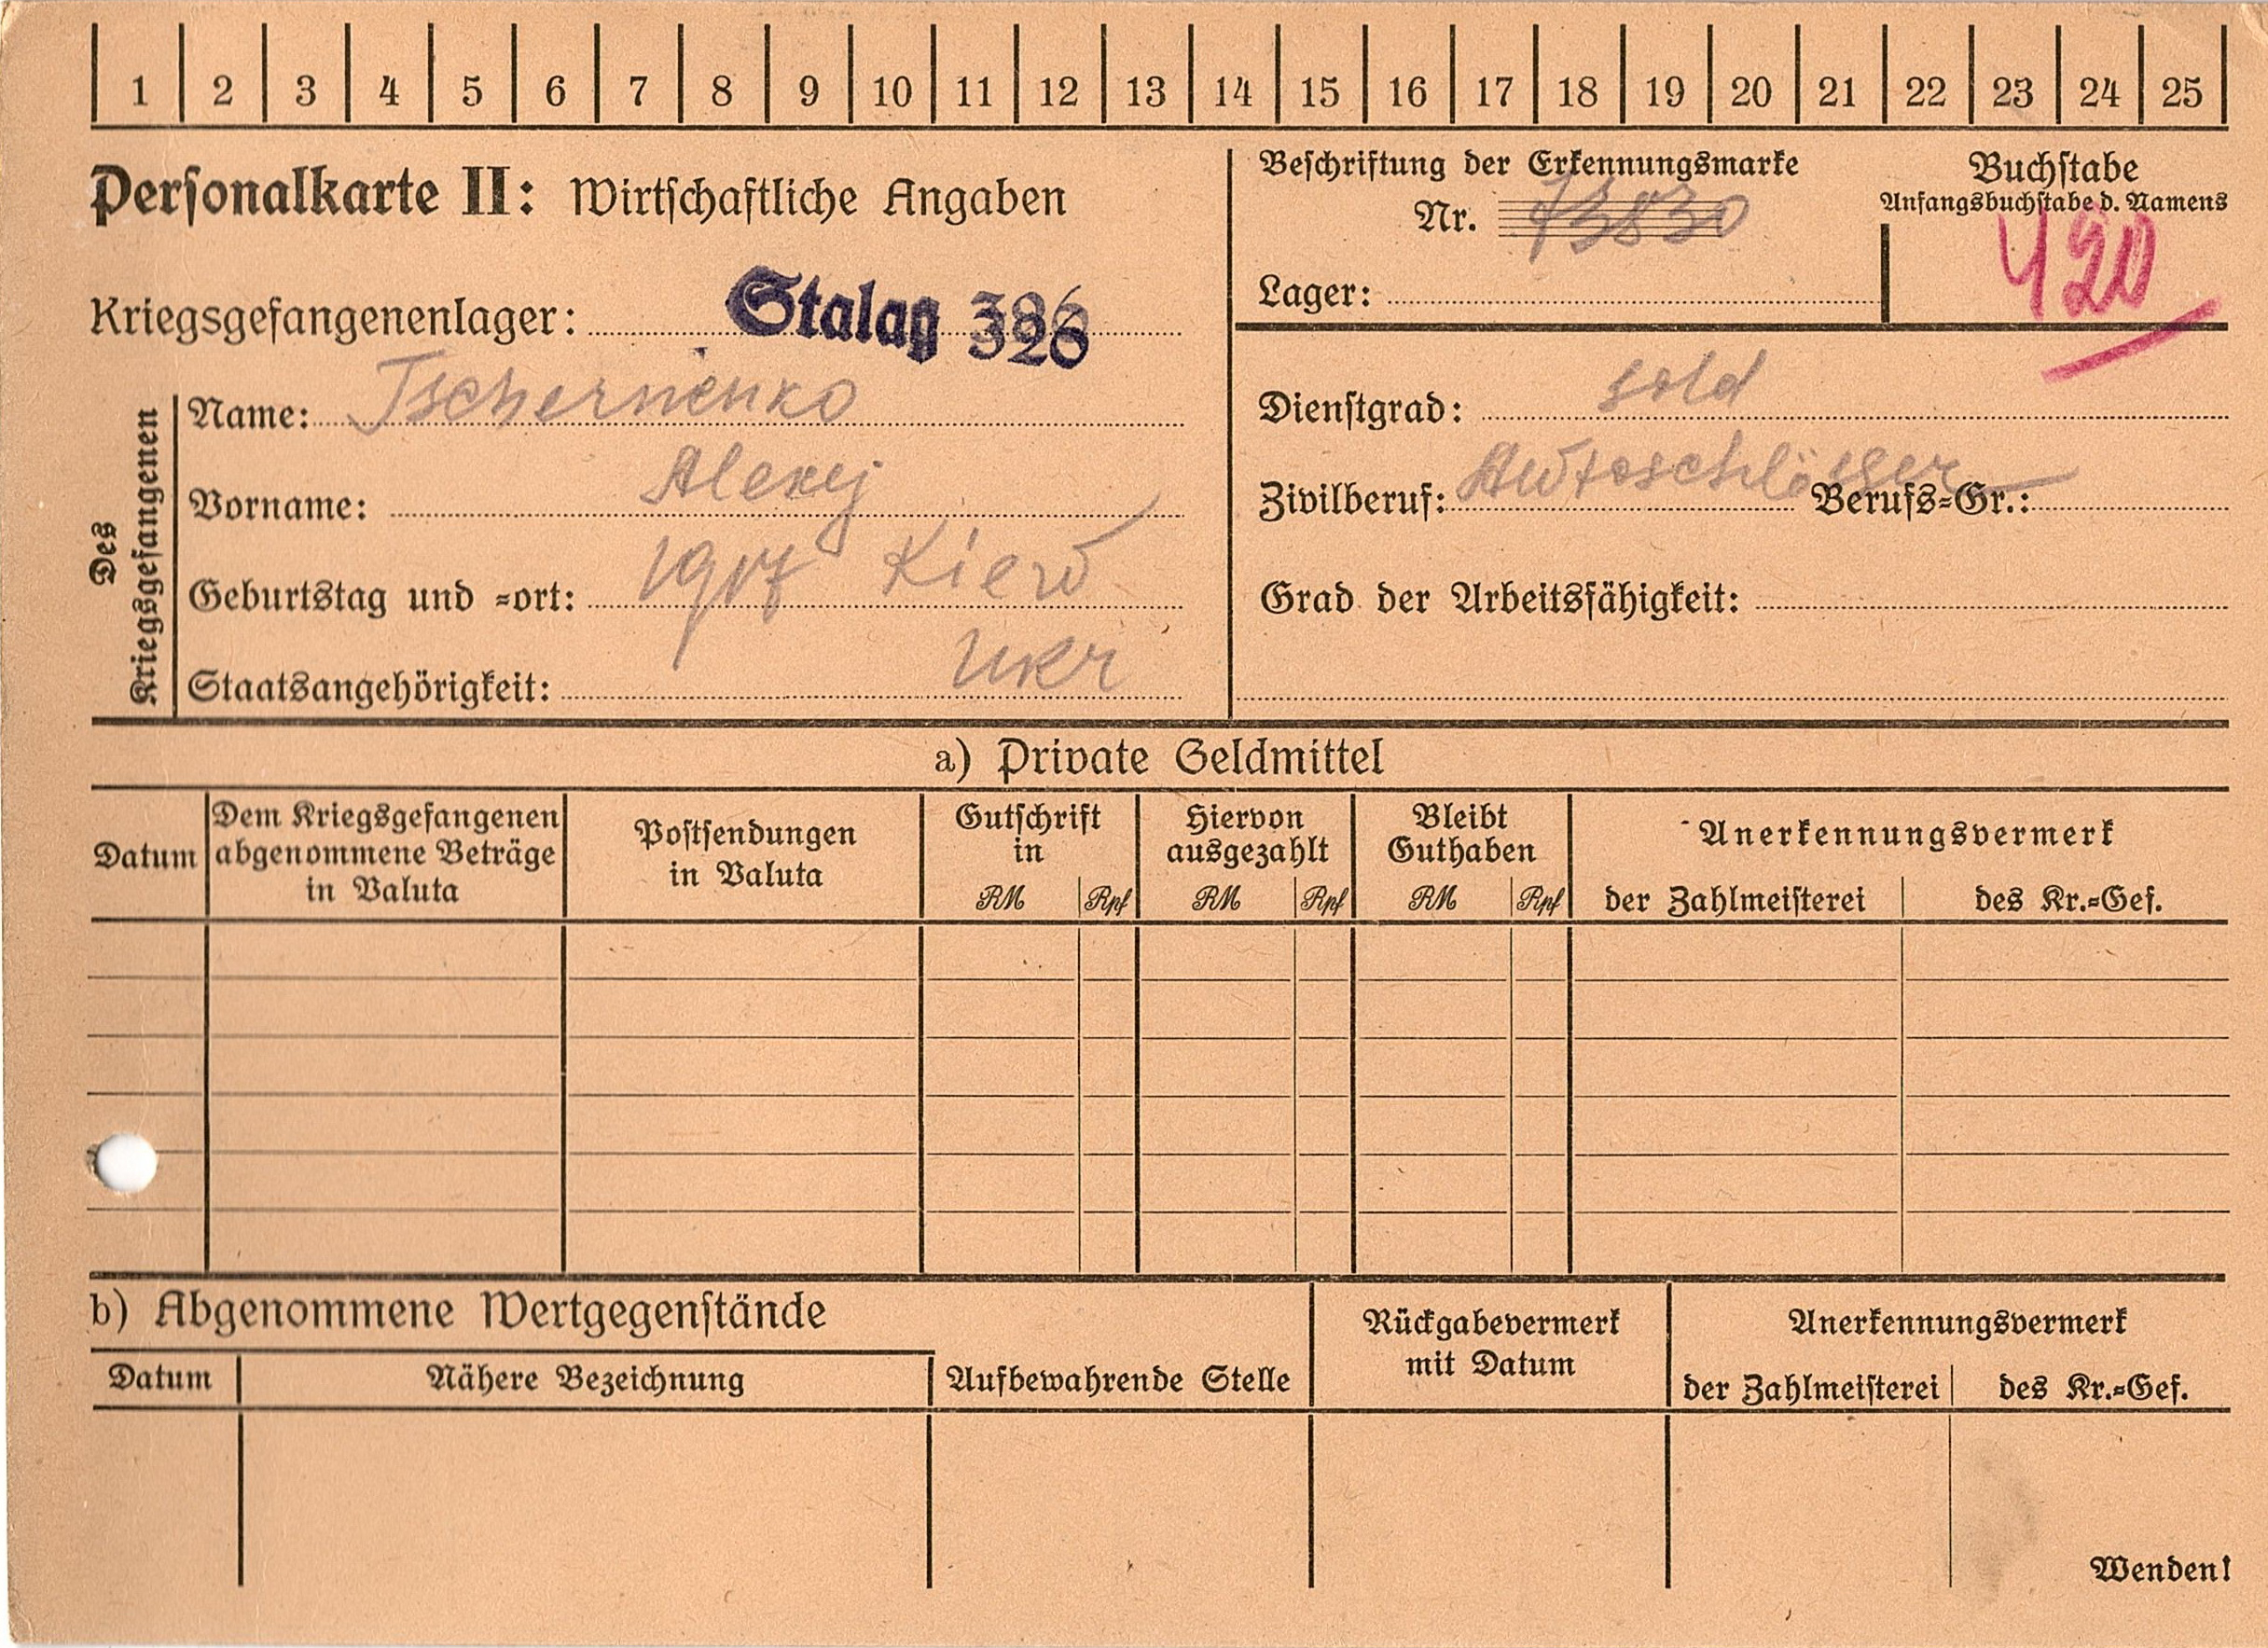 1 2 3 4 5 6 7 8 9 10 11 12 13 14 15 16 17 18 19 20 21 22 23 24 25
Personalkarte II: Wirtschaftliche Angaben
Beschriftung der Erkennungsmarke
Nr. 73830
Lager:
Buchstabe
Anfangsbuchstabe d. Namens
420
Kriegsgefangenenlager: Stalag 326
Des Kriegsgefangenen
Name: Tschernenko
Vorname: Alexej
Geburtstag und -ort: 1917 Kiew
Staatsangehörigkeit: Ukr
Dienstgrad: sold
Zivilberuf: Autoschlösser Berufs-Gr.:
Grad der Arbeitsfähigkeit:
a) Private Geldmittel
Datum
Dem Kriegsgefangenen
abgenommene Beträge
in Valuta
Postsendungen
in Valuta
Gutschrift
in
RM Rpf
Hiervon
ausgezahlt
RM Rpf
Bleibt
Guthaben
RM Rpf
Anerkennungsvermerk
der Zahlmeisterei des Kr.-Gef.
b) Abgenommene Wertgegenstände
Datum Nähere Bezeichnung
Aufbewahrende Stelle
Rückgabevermerk
mit Datum
Anerkennungsvermerk
der Zahlmeisterei des Kr.-Gef.
Wenden!